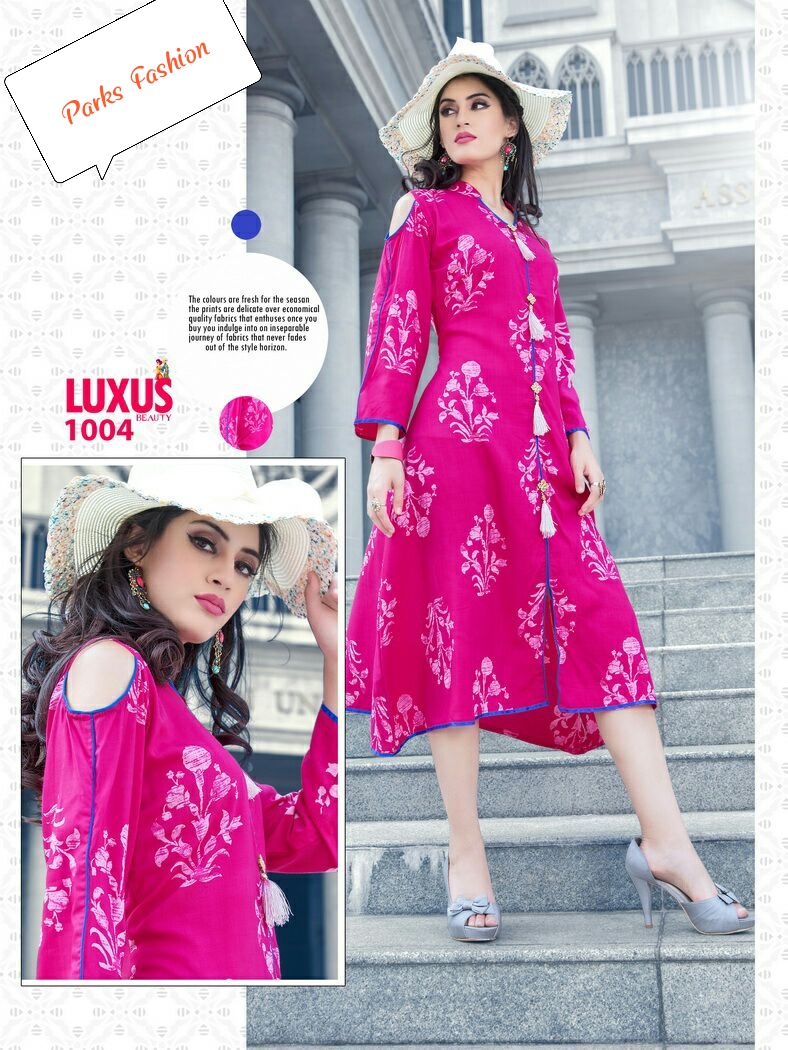 Parks Fashion
ASS
The colours are fresh for the seasan
the prints are delicate over economical
quality fabrics that enthuses once you
buy you indulge into on inseparable
journey of fabrics that never fades
out of the style harizon.
LUXUS
BEAUTY
1004
UN